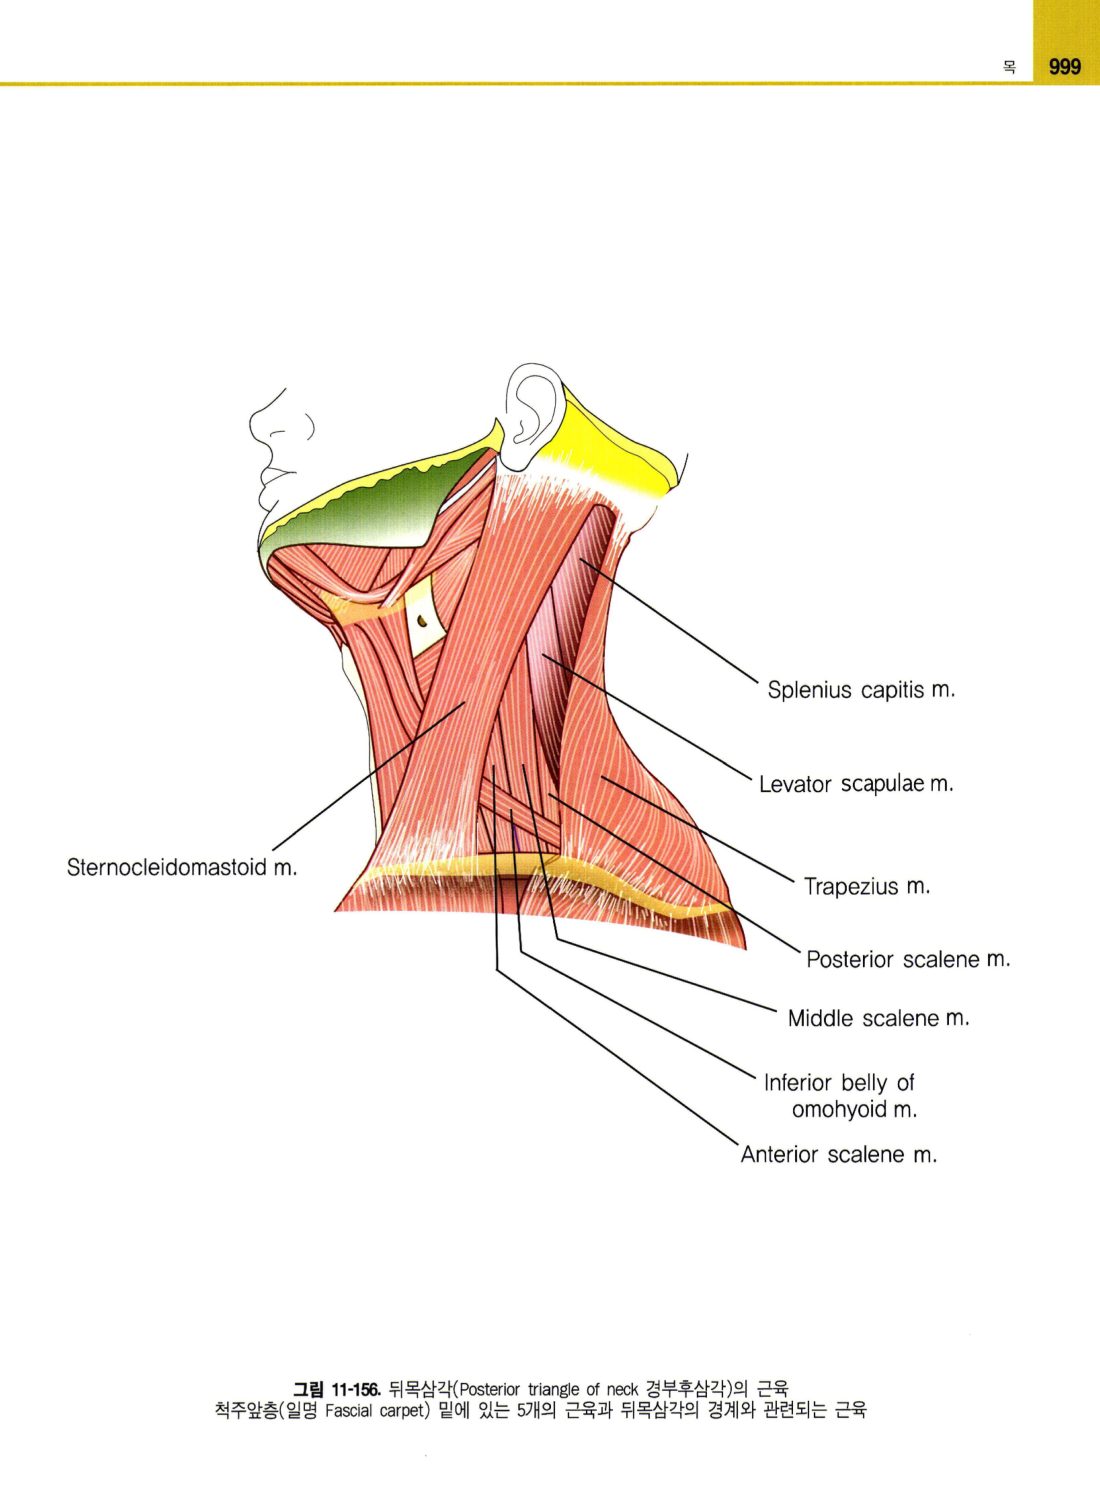 목 999
Splenius capitis m.
Levator scapulae m.
Sternocleidomastoid m.
Trapezius m.
Posterior scalene m.
Middle scalene m.
Inferior belly of
omohyoid m.
Anterior scalene m.
그림 11-156. 뒤목삼각(Posterior triangle of neck 경부후삼각)의 근육
척주앞층(일명 Fascial carpet) 밑에 있는 5개의 근육과 뒤목삼각의 경계와 관련되는 근육